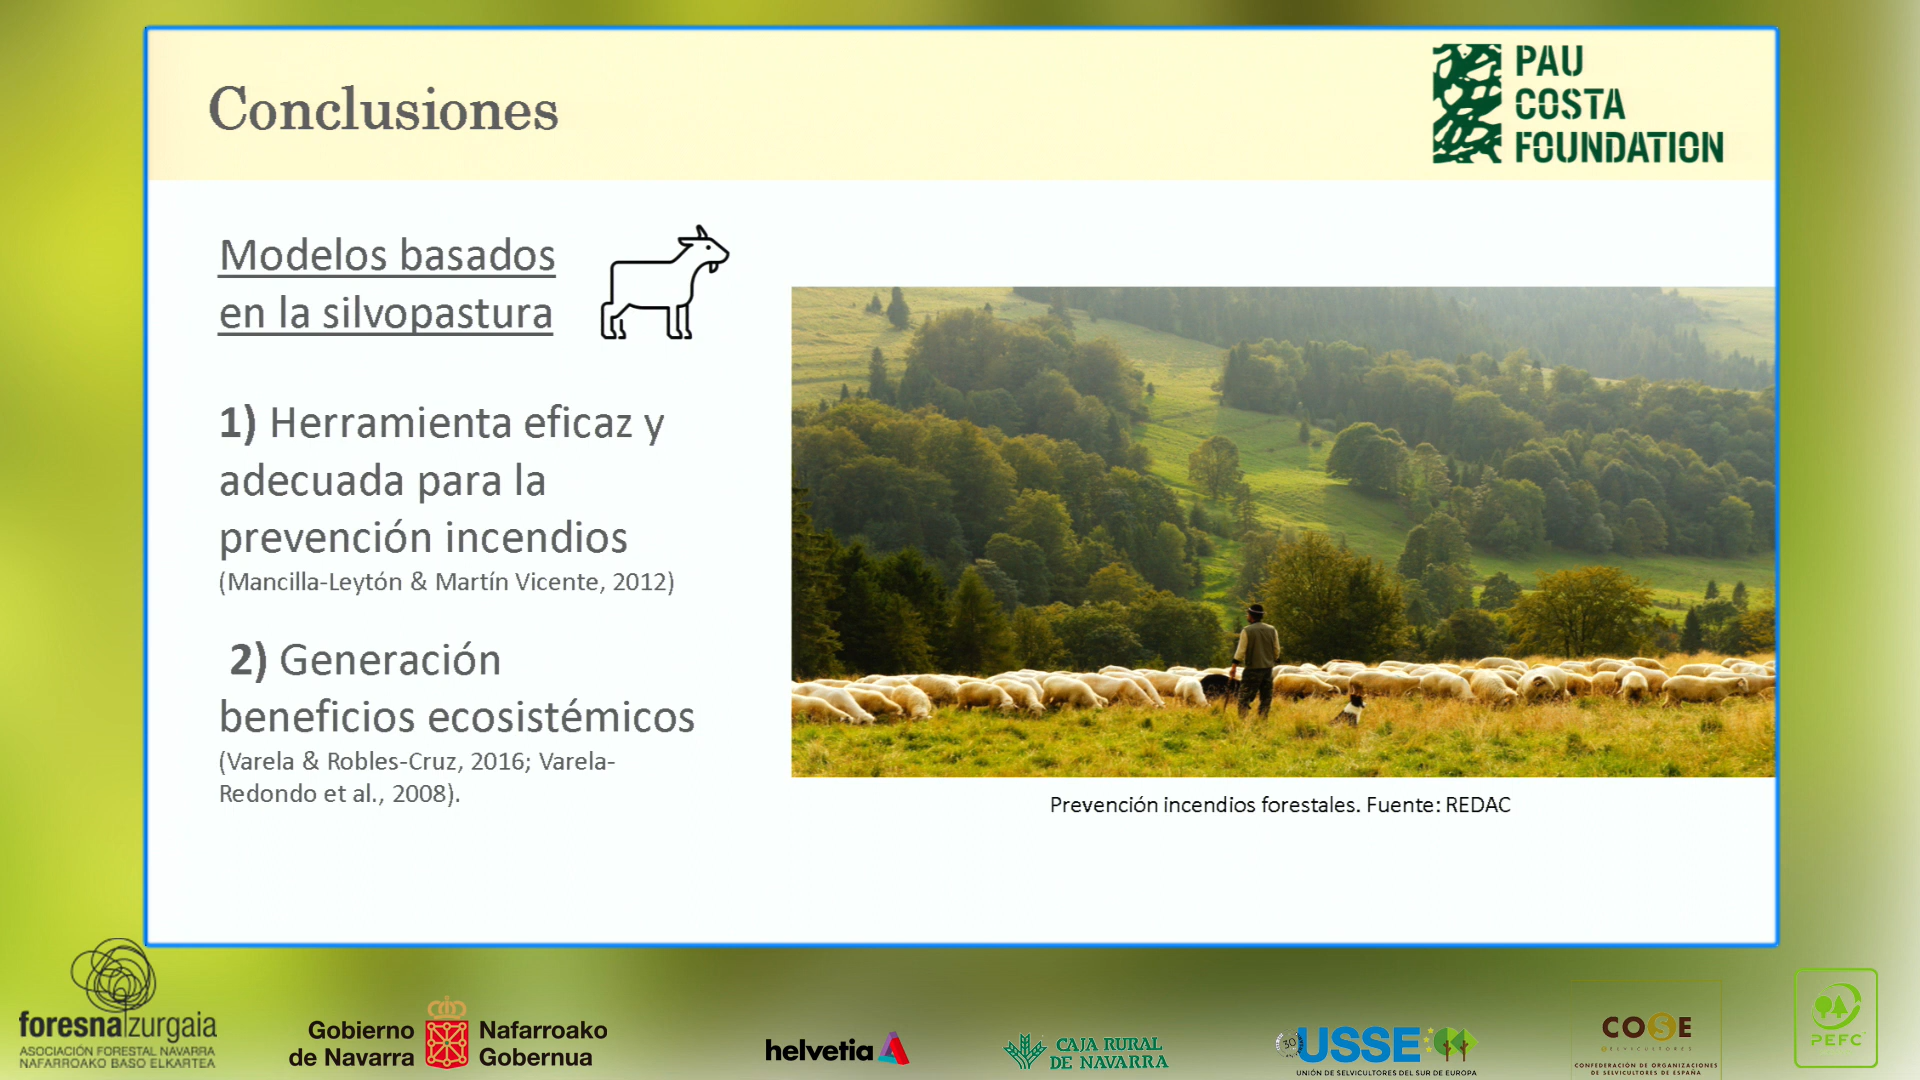 Conclusiones
PAU
COSTA
FOUNDATION
Modelos basados
en la silvopastura
1) Herramienta eficaz y
adecuada para la
prevención incendios
(Mancilla-Leytón & Martín Vicente, 2012)
2) Generación
beneficios ecosistémicos
(Varela & Robles-Cruz, 2016; Varela-
Redondo et al., 2008).
Prevención incendios forestales. Fuente: REDAC
foresna|zurgaia
ASOCIACIÓN FORESTAL NAVARRA
NAFARROAKO BASO ELKARTEA
Gobierno
de Navarra
Nafarroako
Gobernua
helvetia
CAJA RURAL
DE NAVARRA
30
USSE
UNIÓN DE SELVICULTORES DEL SUR DE EUROPA
COSE
SELVICULTORES
CONFEDERACIÓN DE ORGANIZACIONES
DE SELVICULTORES DE ESPAÑA
PEFC